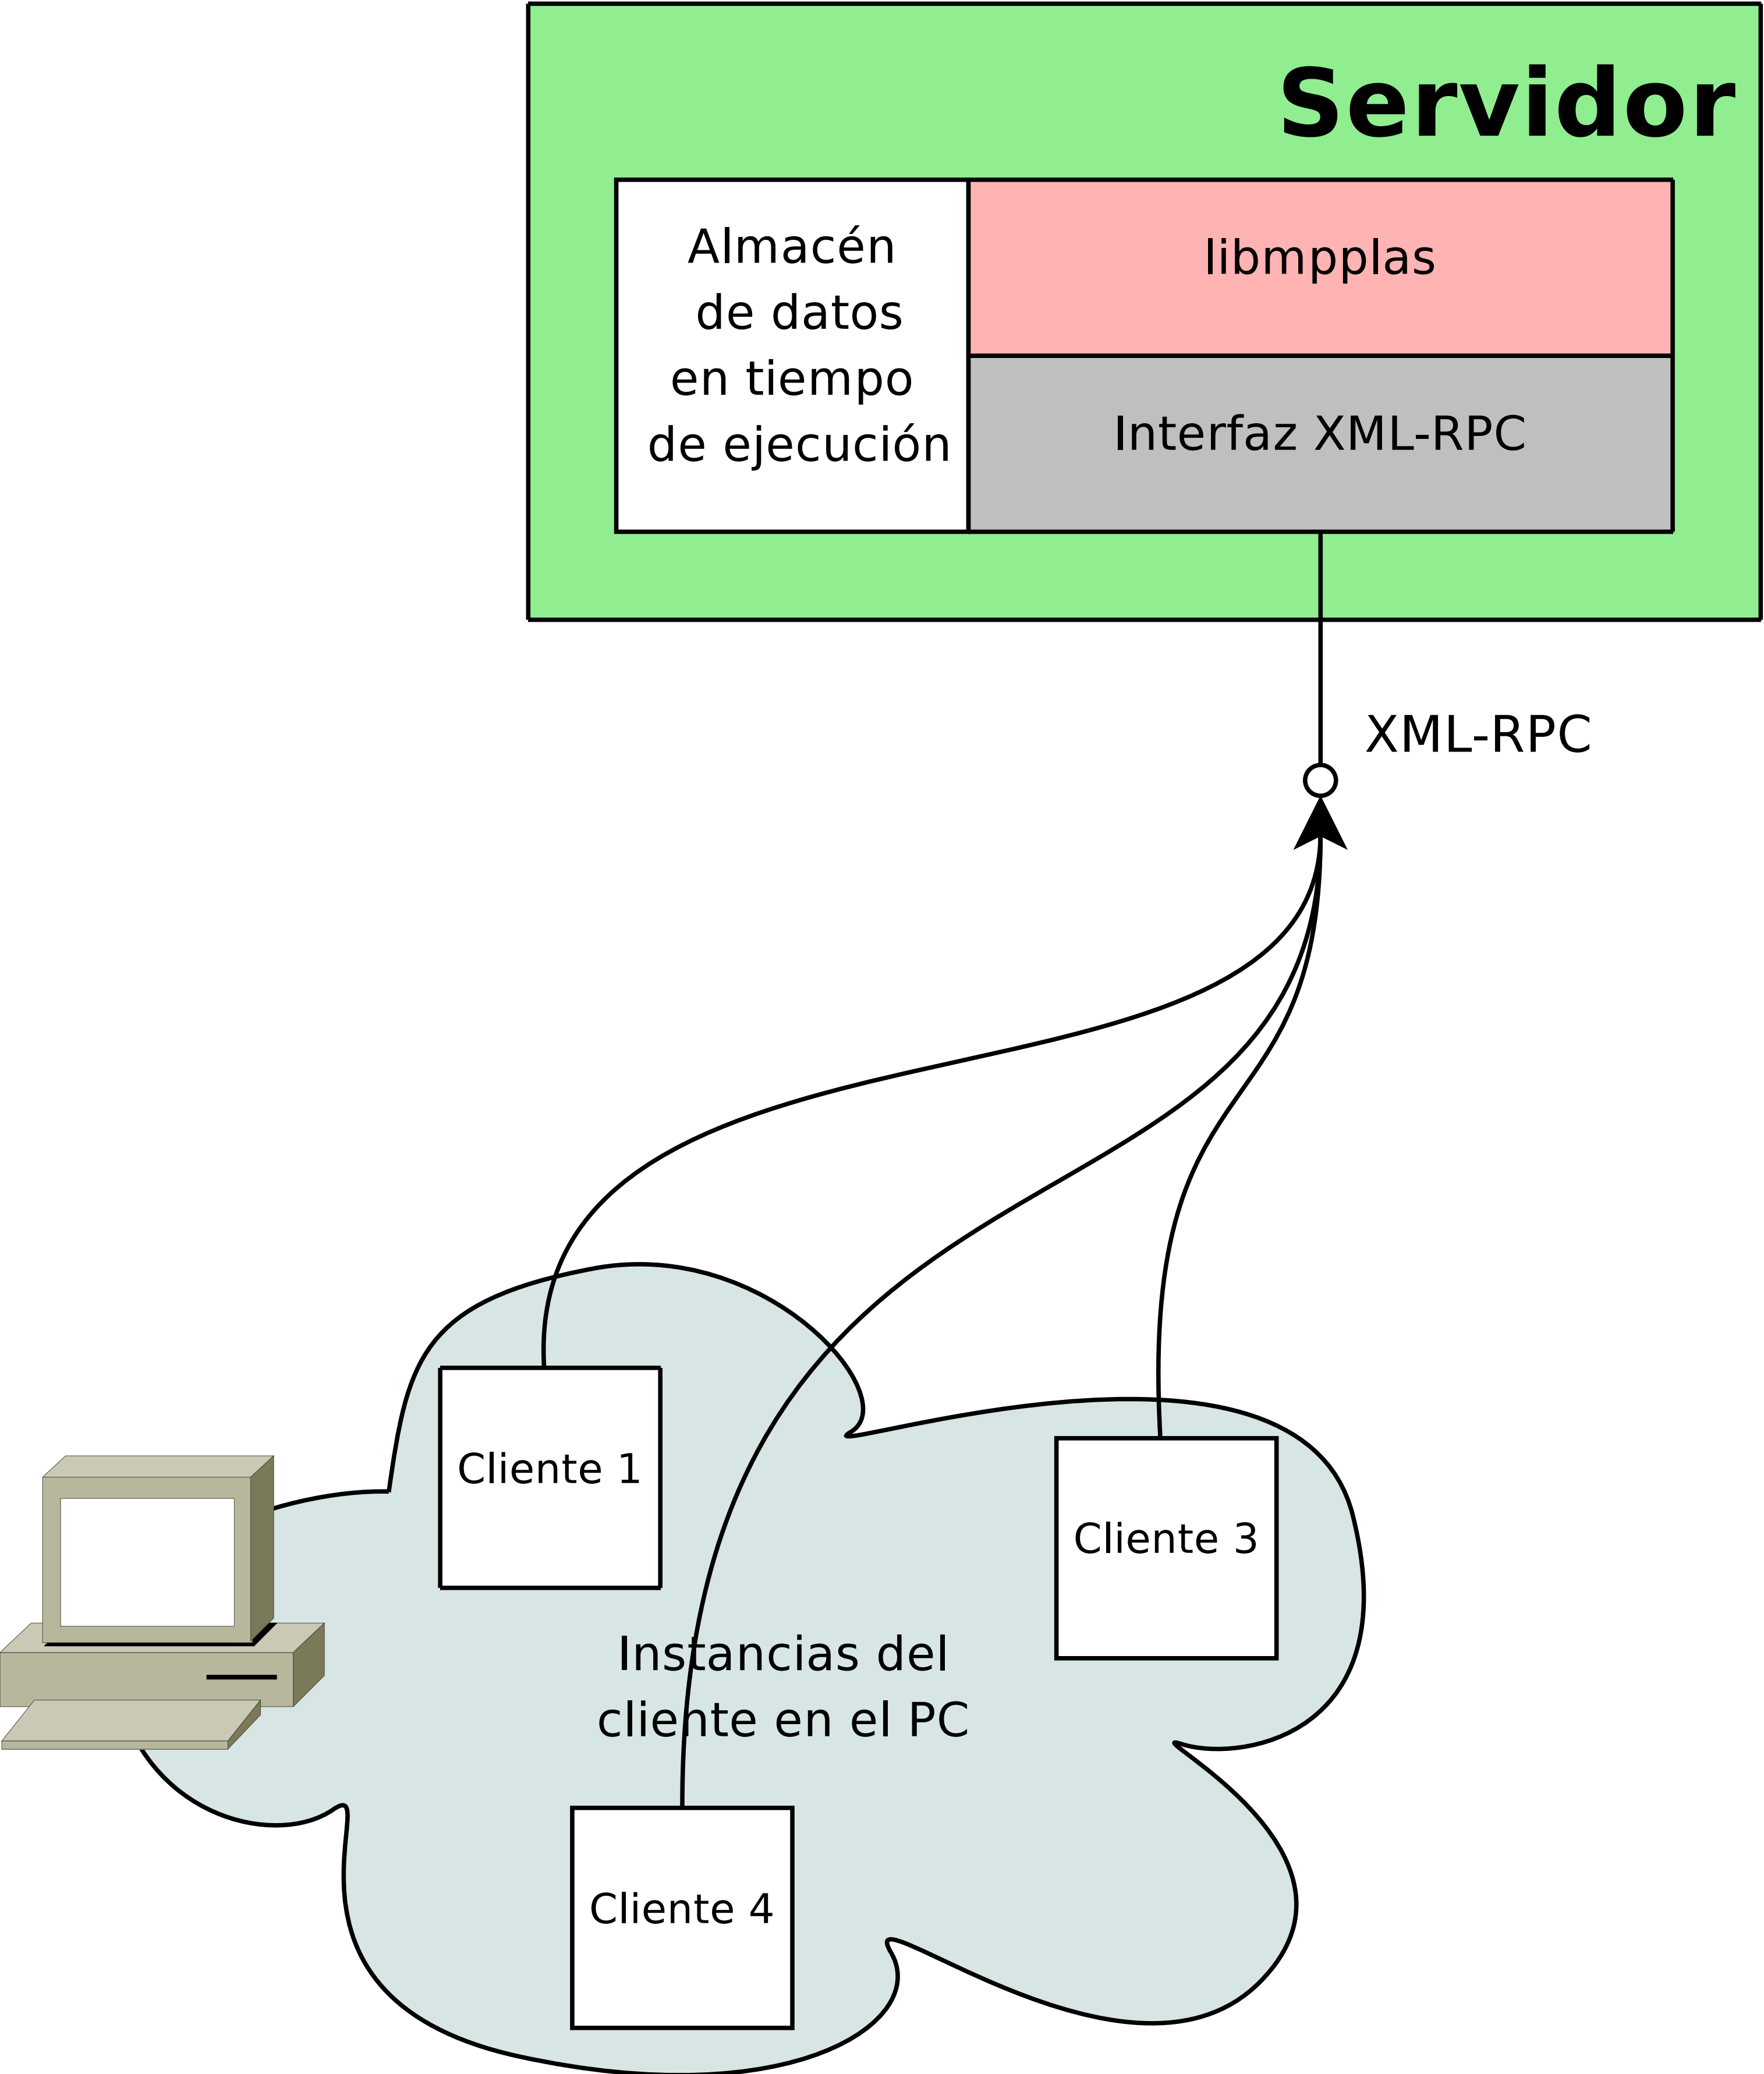 Servidor
Almacén
de datos
en tiempo
de ejecución
libmpplas
Interfaz XML-RPC
XML-RPC
Cliente 1
Cliente 3
Instancias del
cliente en el PC
Cliente 4